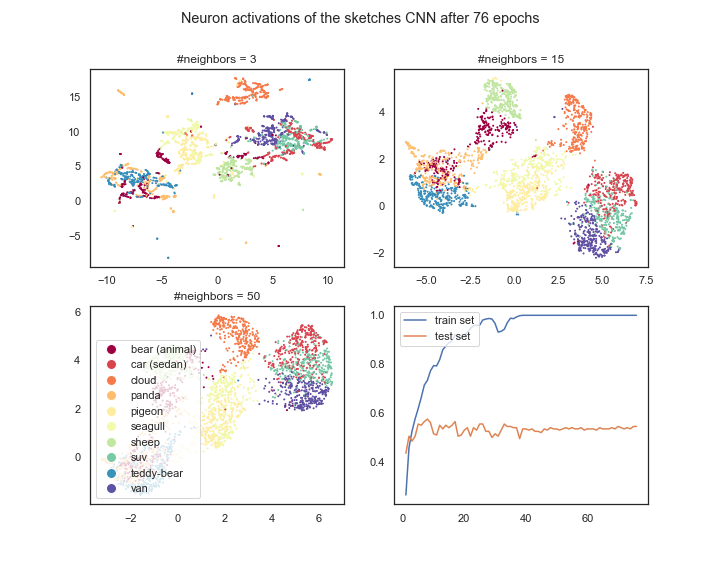 Neuron activations of the sketches CNN after 76 epochs
#neighbors = 3
15
10
5
0
−5
−10
−5
0
5
10
#neighbors = 15
4
2
0
−2
−5.0
−2.5
0.0
2.5
5.0
7.5
#neighbors = 50
6
4
2
0
−2
0
2
4
6
bear (animal)
car (sedan)
cloud
panda
pigeon
seagull
sheep
suv
teddy-bear
van
1.0
0.8
0.6
0.4
0
20
40
60
train set
test set